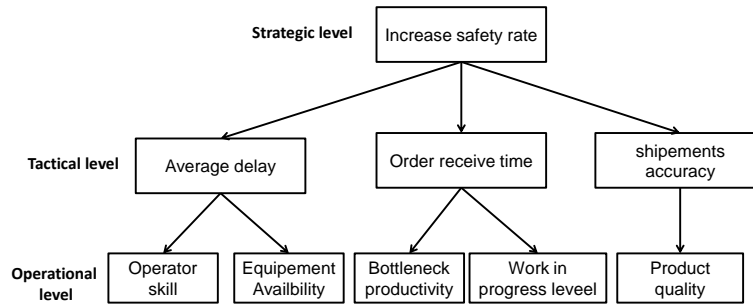 Strategic level
Increase safety rate
Tactical level
Average delay
Order receive time
shipements
accuracy
Operational
level
Operator
skill
Equipement
Availbility
Bottleneck
productivity
Work in
progress leveel
Product
quality